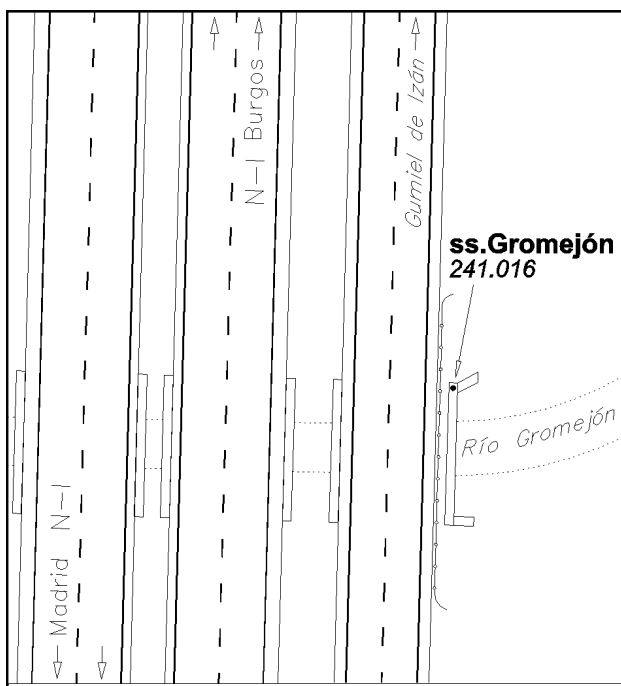 N-I Burgos
Gumiel de Izán
ss.Gromejón
241.016
Río Gromejón
Madrid N-I